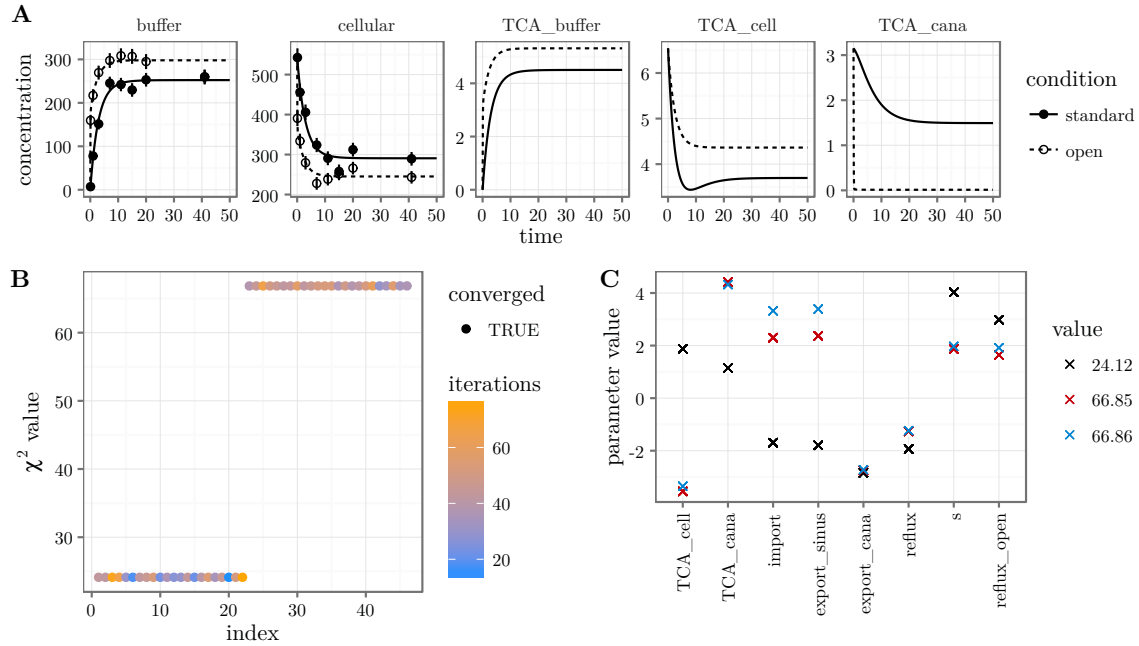 A
buffer
cellular
TCA_buffer
TCA_cell
TCA_cana
concentration
300
200
100
0
500
400
300
200
4
2
0
6
5
4
3
2
1
0
0 10 20 30 40 50
0 10 20 30 40 50
0 10 20 30 40 50
0 10 20 30 40 50
0 10 20 30 40 50
time
condition
standard
open
B
χ² value
60
50
40
30
0 10 20 30 40
index
converged
TRUE
iterations
60
40
20
C
parameter value
4
2
0
-2
TCA_cell
TCA_cana
import
export_sinus
export_cana
reflux
s
reflux_open
value
24.12
66.85
66.86